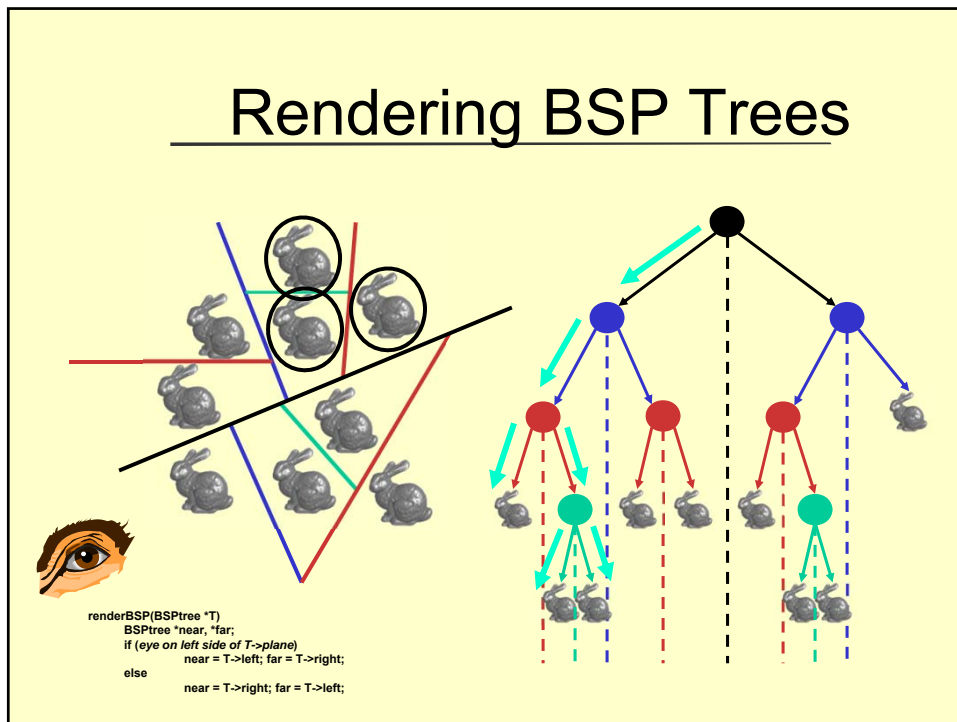 Rendering BSP Trees
renderBSP(BSPtree *T)
BSPtree *near, *far;
if (eye on left side of T->plane)
near = T->left; far = T->right;
else
near = T->right; far = T->left;